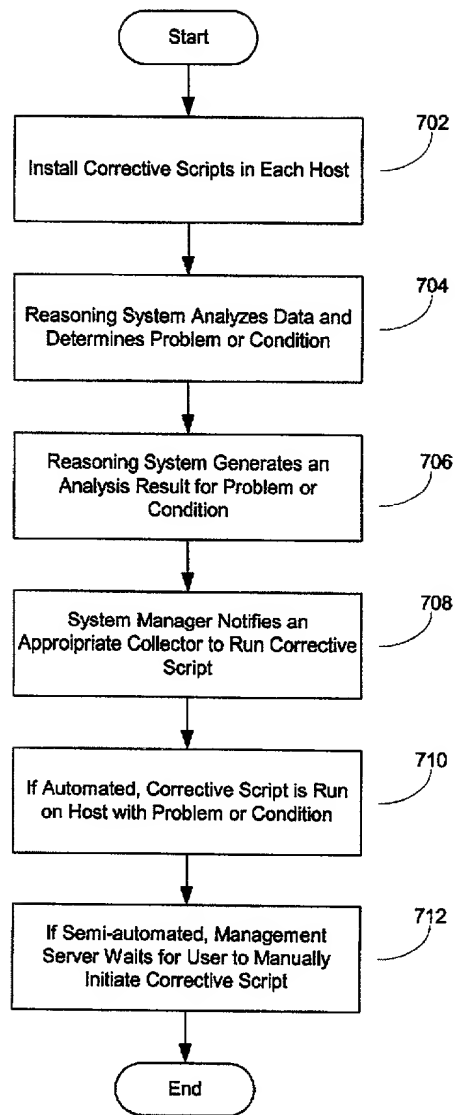 Start
702
Install Corrective Scripts in Each Host
704
Reasoning System Analyzes Data and
Determines Problem or Condition
706
Reasoning System Generates an
Analysis Result for Problem or
Condition
708
System Manager Notifies an
Approipriate Collector to Run Corrective
Script
710
If Automated, Corrective Script is Run
on Host with Problem or Condition
712
If Semi-automated, Management
Server Waits for User to Manually
Initiate Corrective Script
End